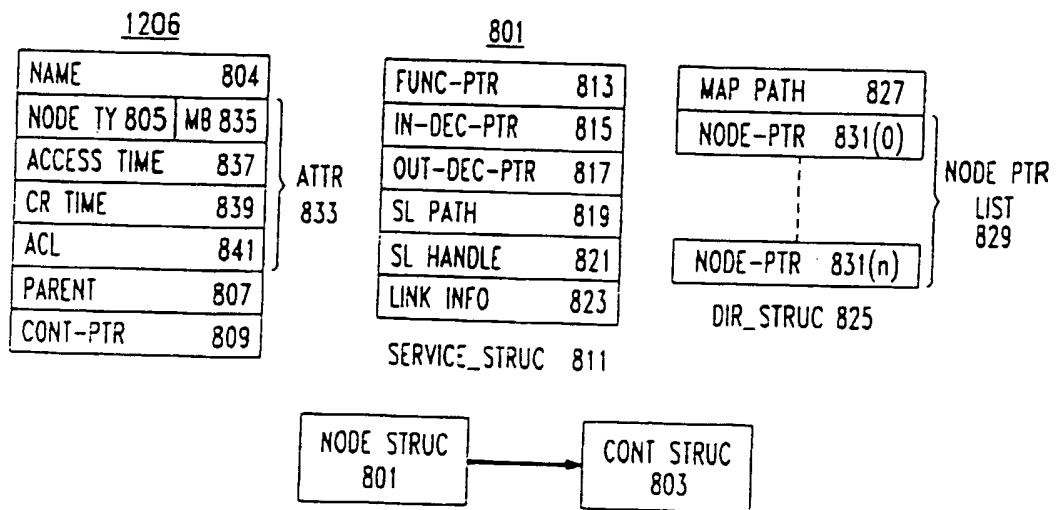 1206
NAME 804
NODE TY 805 MB 835
ACCESS TIME 837
CR TIME 839
ACL 841
PARENT 807
CONT-PTR 809
ATTR
833
801
FUNC-PTR 813
IN-DEC-PTR 815
OUT-DEC-PTR 817
SL PATH 819
SL HANDLE 821
LINK INFO 823
SERVICE_STRUC 811
MAP PATH 827
NODE-PTR 831(0)
NODE-PTR 831(n)
DIR_STRUC 825
NODE PTR
LIST
829
NODE STRUC
801
CONT STRUC
803